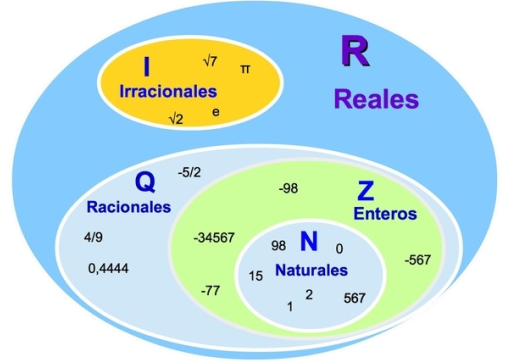 R
Reales
I
Irracionales
√7
π
√2
e
Q
Racionales
-5/2
4/9
0,4444
Z
Enteros
-98
-34567
-77
-567
N
Naturales
98
0
15
1
2
567